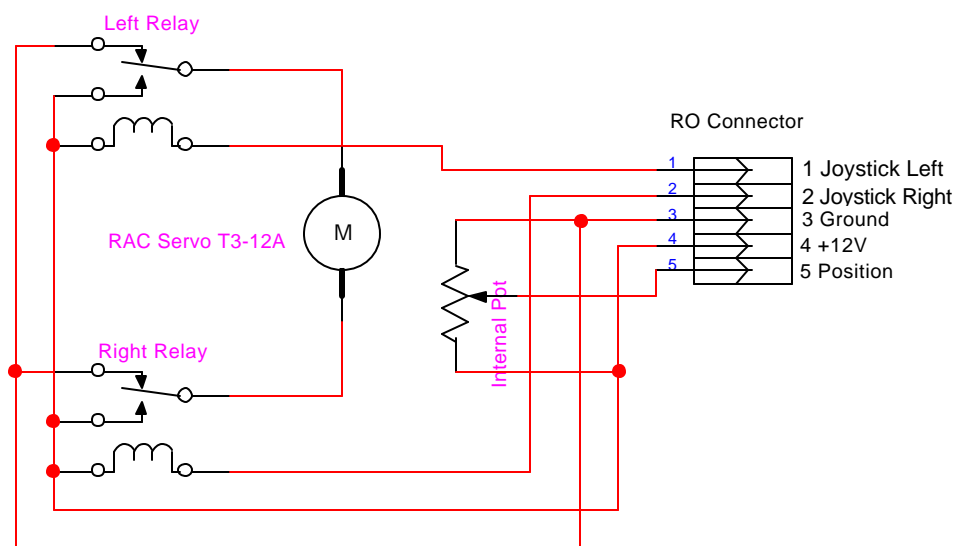 Left Relay
RO Connector
1
1 Joystick Left
2
2 Joystick Right
3
3 Ground
4
4 +12V
5
5 Position
RAC Servo T3-12A
M
Internal Pot
Right Relay